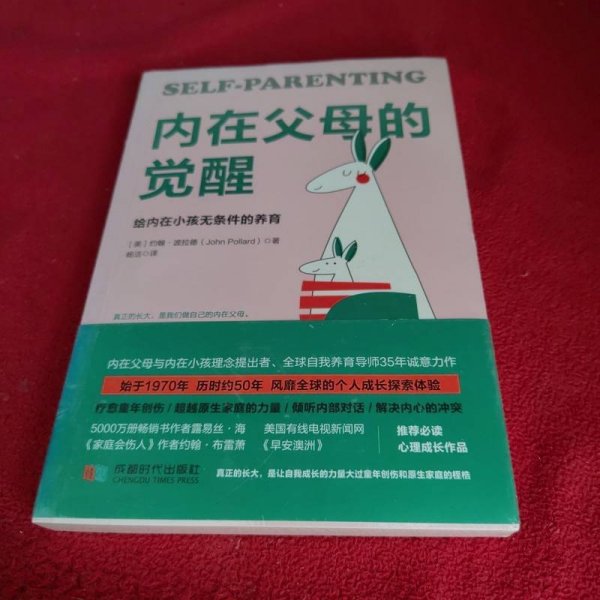 SELF-PARENTING
内在父母的
觉醒
给内在小孩无条件的养育
[美]约翰·波拉德（John Pollard）◎著
杨洁◎译
真正的长大，是我们做自己的内在父母。
内在父母与内在小孩理念提出者、全球自我养育导师35年诚意力作
始于1970年 历时约50年 风靡全球的个人成长探索体验
疗愈童年创伤/超越原生家庭的力量/倾听内部对话/解决内心的冲突
5000万册畅销书作者露易丝·海 美国有线电视新闻网
《家庭会伤人》作者约翰·布雷萧 《早安澳洲》
推荐必读
心理成长作品
成都时代出版社
CHENGDU TIMES PRESS
真正的长大，是让自我成长的力量大过童年创伤和原生家庭的桎梏